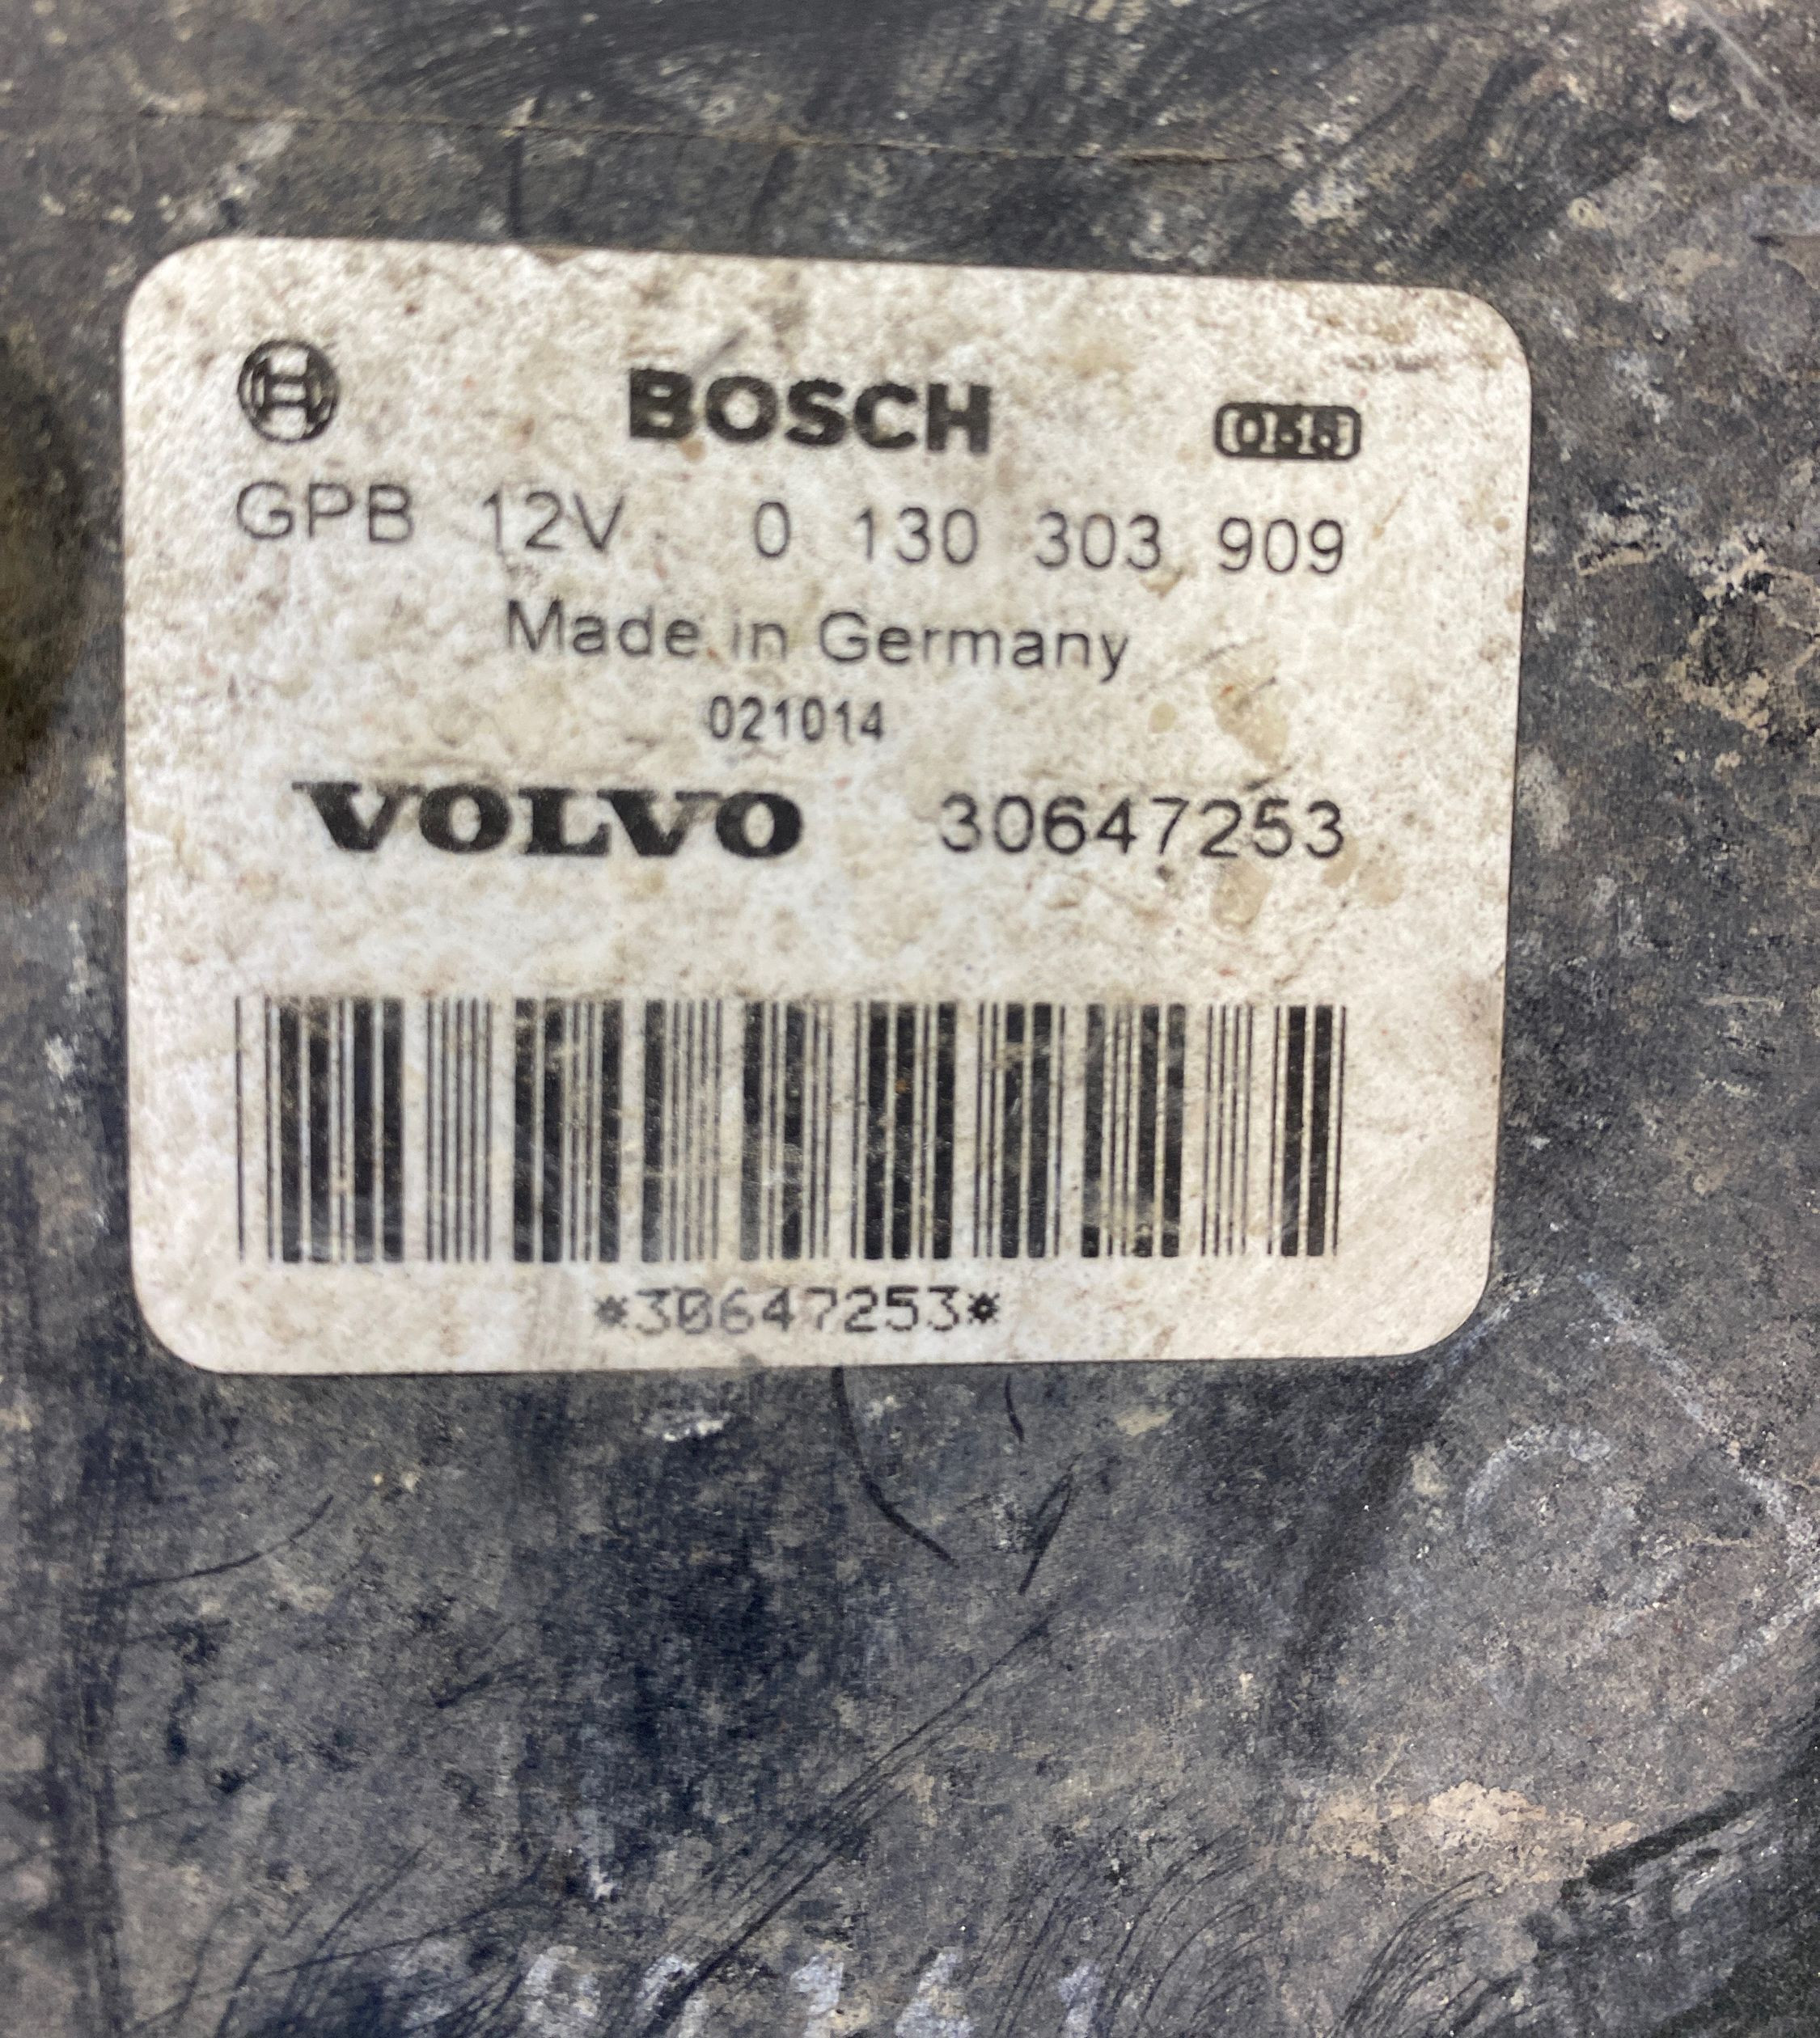 BOSCH
GPB 12V 0 130 303 909
Made in Germany
021014
VOLVO 30647253
*30647253*